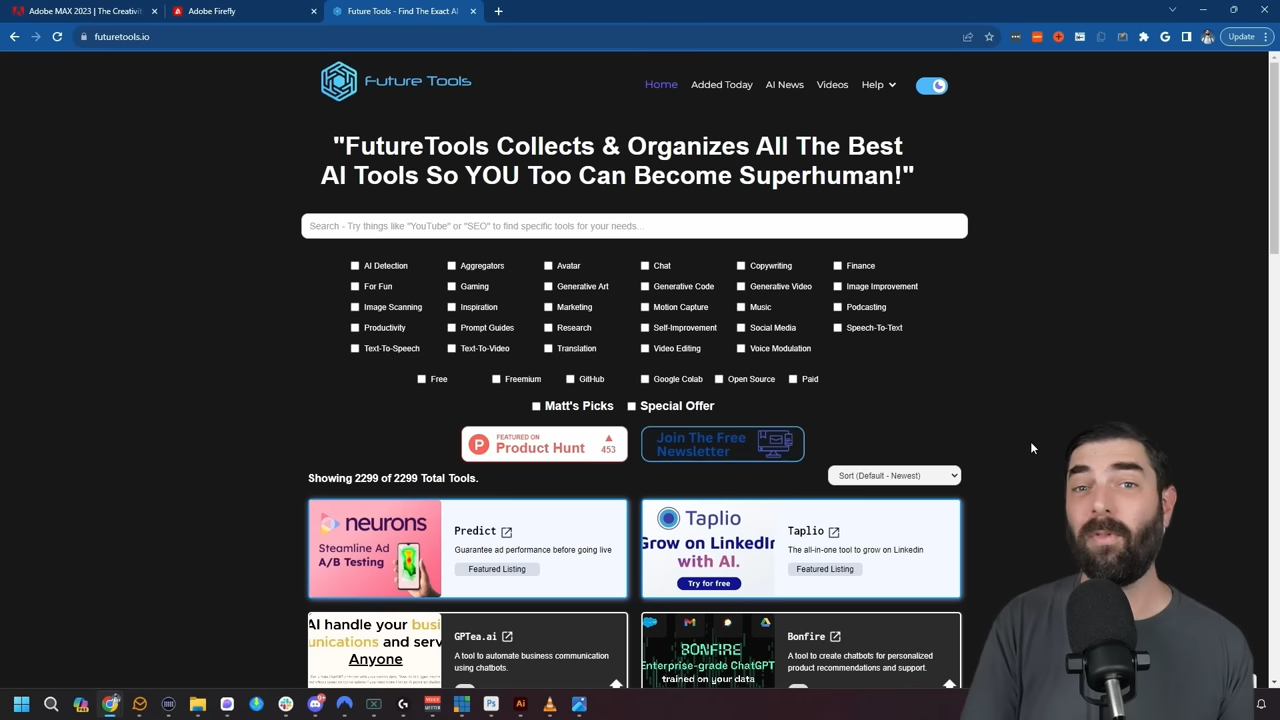 Adobe MAX 2023 | The Creativit
Adobe Firefly
Future Tools - Find The Exact AI
futuretools.io
Update
Future Tools
Home
Added Today
AI News
Videos
Help
"FutureTools Collects & Organizes All The Best
AI Tools So YOU Too Can Become Superhuman!"
Search - Try things like "YouTube" or "SEO" to find specific tools for your needs...
AI Detection
Aggregators
Avatar
Chat
Copywriting
Finance
For Fun
Gaming
Generative Art
Generative Code
Generative Video
Image Improvement
Image Scanning
Inspiration
Marketing
Motion Capture
Music
Podcasting
Productivity
Prompt Guides
Research
Self-Improvement
Social Media
Speech-To-Text
Text-To-Speech
Text-To-Video
Translation
Video Editing
Voice Modulation
Free
Freemium
GitHub
Google Colab
Open Source
Paid
Matt's Picks
Special Offer
P
FEATURED ON
Product Hunt
453
Join The Free
Newsletter
Showing 2299 of 2299 Total Tools.
Sort (Default - Newest)
neurons
Streamline Ad
A/B Testing
Predict
Guarantee ad performance before going live
Featured Listing
Taplio
Grow on LinkedIn
with AI.
Try for free
Taplio
The all-in-one tool to grow on Linkedin
Featured Listing
AI handle your busi
unications and serv
Anyone
GPTea.ai
A tool to automate business communication
using chatbots.
BONFIRE
Enterprise-grade ChatGPT
trained on your data
Bonfire
A tool to create chatbots for personalized
product recommendations and support.
Ps
Ai